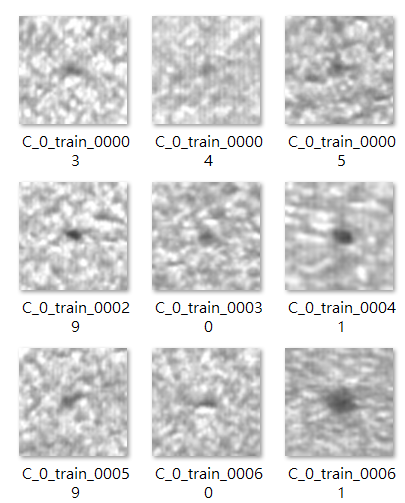 C_0_train_0000
3
C_0_train_0000
4
C_0_train_0000
5
C_0_train_0002
9
C_0_train_0003
0
C_0_train_0004
1
C_0_train_0005
9
C_0_train_0006
0
C_0_train_0006
1